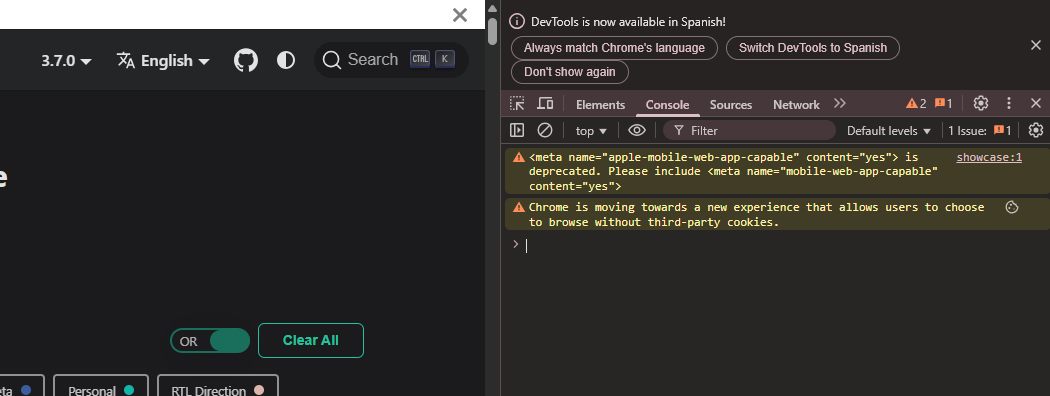 3.7.0
English
Search
CTRL
K
OR
Clear All
Personal
RTL Direction
DevTools is now available in Spanish!
Always match Chrome's language
Switch DevTools to Spanish
Don't show again
Elements
Console
Sources
Network
2
1
top
Filter
Default levels
1 Issue:
1
<meta name="apple-mobile-web-app-capable" content="yes"> is
showcase:1
deprecated. Please include <meta name="mobile-web-app-capable"
content="yes">
Chrome is moving towards a new experience that allows users to choose
to browse without third-party cookies.